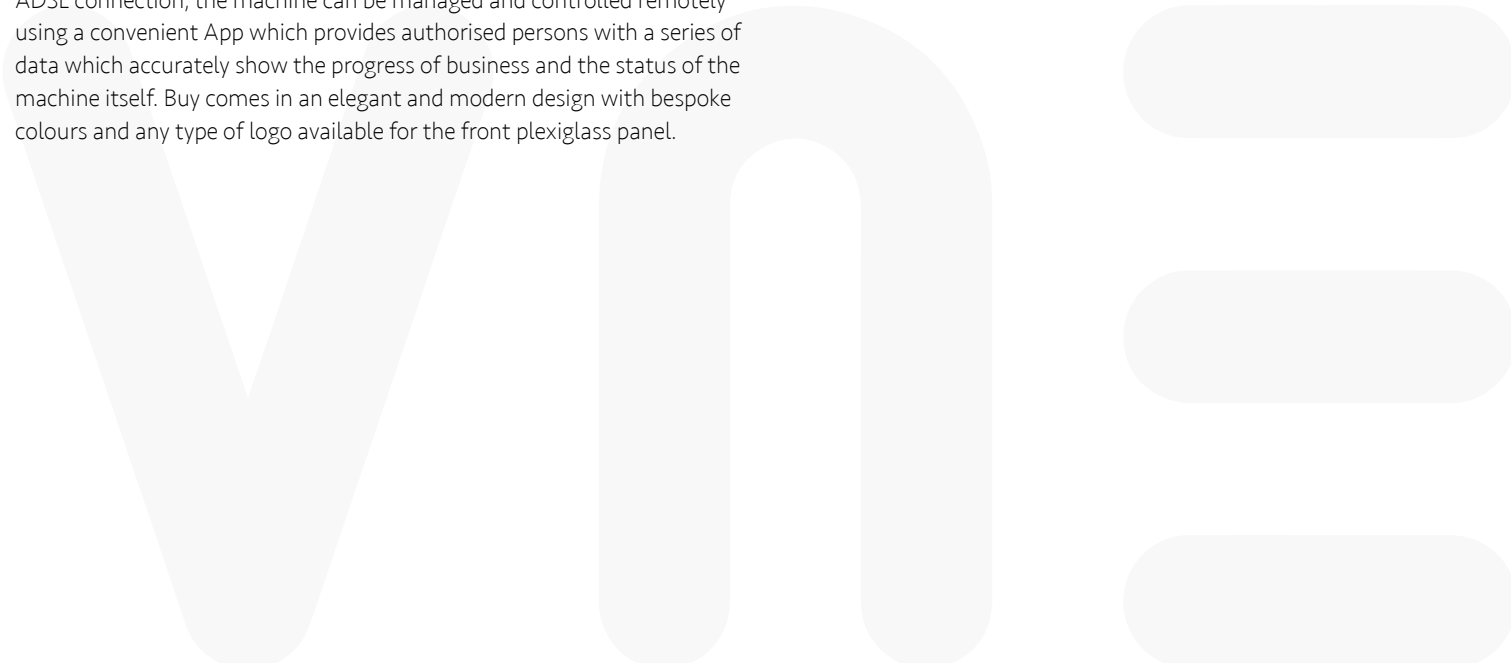 ADSL connection, the machine can be managed and controlled remotely
using a convenient App which provides authorised persons with a series of
data which accurately show the progress of business and the status of the
machine itself. Buy comes in an elegant and modern design with bespoke
colours and any type of logo available for the front plexiglass panel.
VNE